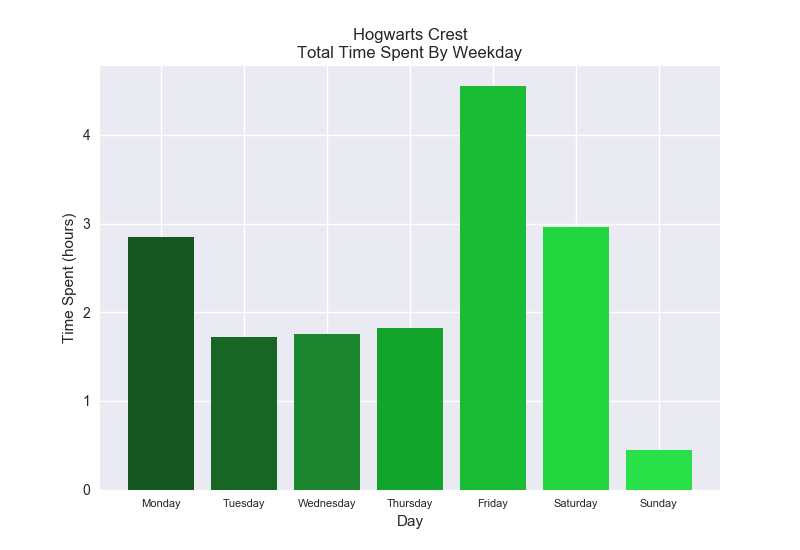 Hogwarts Crest
Total Time Spent By Weekday
Time Spent (hours)
4
3
2
1
0
Monday Tuesday Wednesday Thursday Friday Saturday Sunday
Day